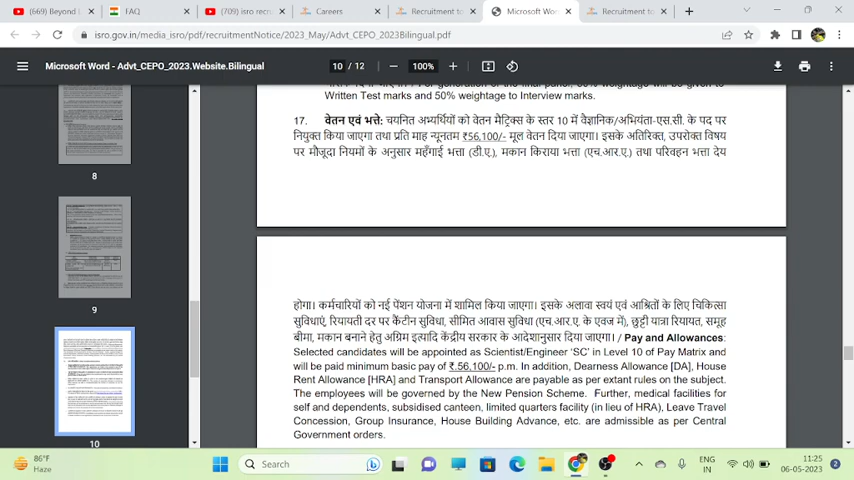 (669) Beyond
FAQ
(709) isro recru
Careers
Recruitment to
Microsoft Word
Recruitment to
isro.gov.in/media_isro/pdf/recruitmentNotice/2023_May/Advt_CEPO_2023Bilingual.pdf
Microsoft Word - Advt_CEPO_2023.Website.Bilingual
10 / 12
100%
Written Test marks and 50% weightage to Interview marks.
17. वेतन एवं भत्ते: चयनित अभ्यर्थियों को वेतन मैट्रिक्स के स्तर 10 में वैज्ञानिक/अभियंता-एस.सी. के पद पर
नियुक्त किया जाएगा तथा प्रति माह न्यूनतम ₹56,100/- मूल वेतन दिया जाएगा। इसके अतिरिक्त, उपरोक्त विषय
पर मौजूदा नियमों के अनुसार महँगाई भत्ता (डी.ए.), मकान किराया भत्ता (एच.आर.ए.) तथा परिवहन भत्ता देय
8
9
10
होगा। कर्मचारियों को नई पेंशन योजना में शामिल किया जाएगा। इसके अलावा स्वयं एवं आश्रितों के लिए चिकित्सा
सुविधाएं, रियायती दर पर कैंटीन सुविधा, सीमित आवास सुविधा (एच.आर.ए. के एवज में), छुट्टी यात्रा रियायत, समूह
बीमा, मकान बनाने हेतु अग्रिम इत्यादि केंद्रीय सरकार के आदेशानुसार दिया जाएगा। / Pay and Allowances:
Selected candidates will be appointed as Scientist/Engineer 'SC' in Level 10 of Pay Matrix and
will be paid minimum basic pay of ₹.56,100/- p.m. In addition, Dearness Allowance [DA], House
Rent Allowance [HRA] and Transport Allowance are payable as per extant rules on the subject.
The employees will be governed by the New Pension Scheme. Further, medical facilities for
self and dependents, subsidised canteen, limited quarters facility (in lieu of HRA), Leave Travel
Concession, Group Insurance, House Building Advance, etc. are admissible as per Central
Government orders.
86°F
Haze
Search
ENG
IN
11:25
06-05-2023
2